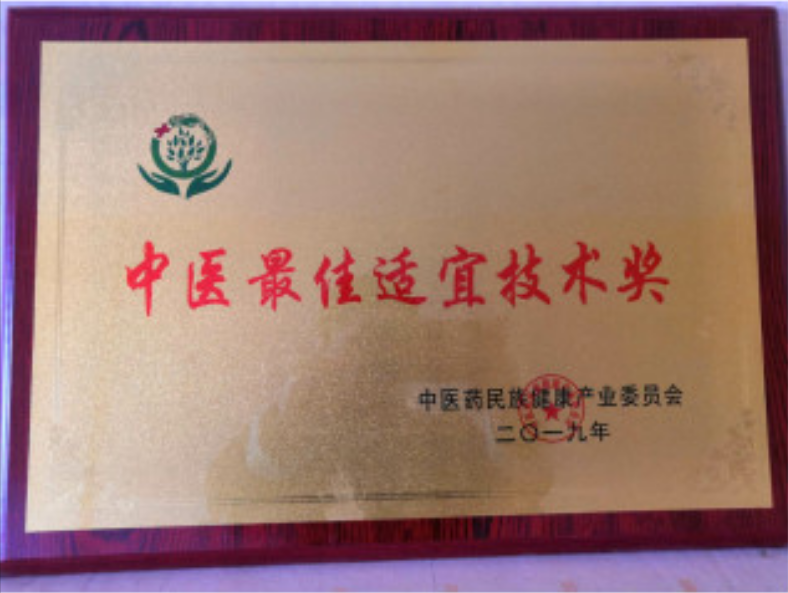 中医最佳适宜技术奖
中医药民族健康产业委员会
二〇一九年